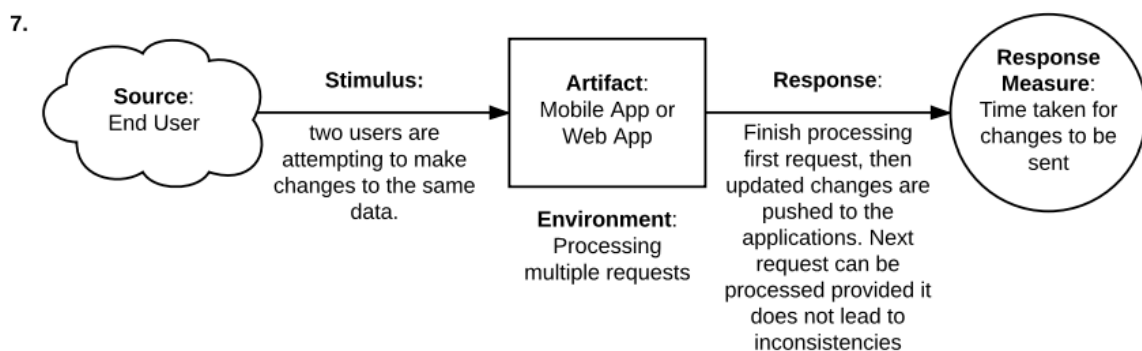 7.
Source:
End User
Stimulus:
two users are
attempting to make
changes to the same
data.
Artifact:
Mobile App or
Web App
Environment:
Processing
multiple requests
Response:
Finish processing
first request, then
updated changes are
pushed to the
applications. Next
request can be
processed provided it
does not lead to
inconsistencies
Response
Measure:
Time taken for
changes to be
sent